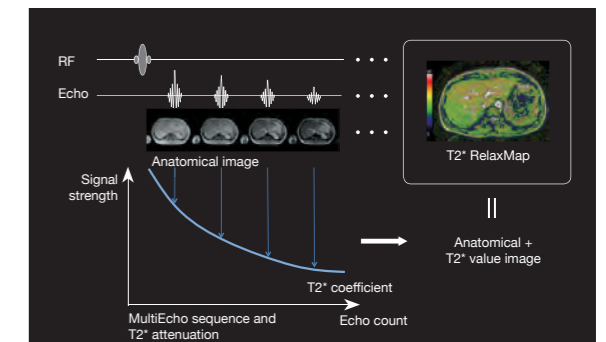 RF
Echo
Anatomical image
T2* RelaxMap
Signal
strength
Anatomical +
T2* value image
T2* coefficient
MultiEcho sequence and
T2* attenuation
Echo count